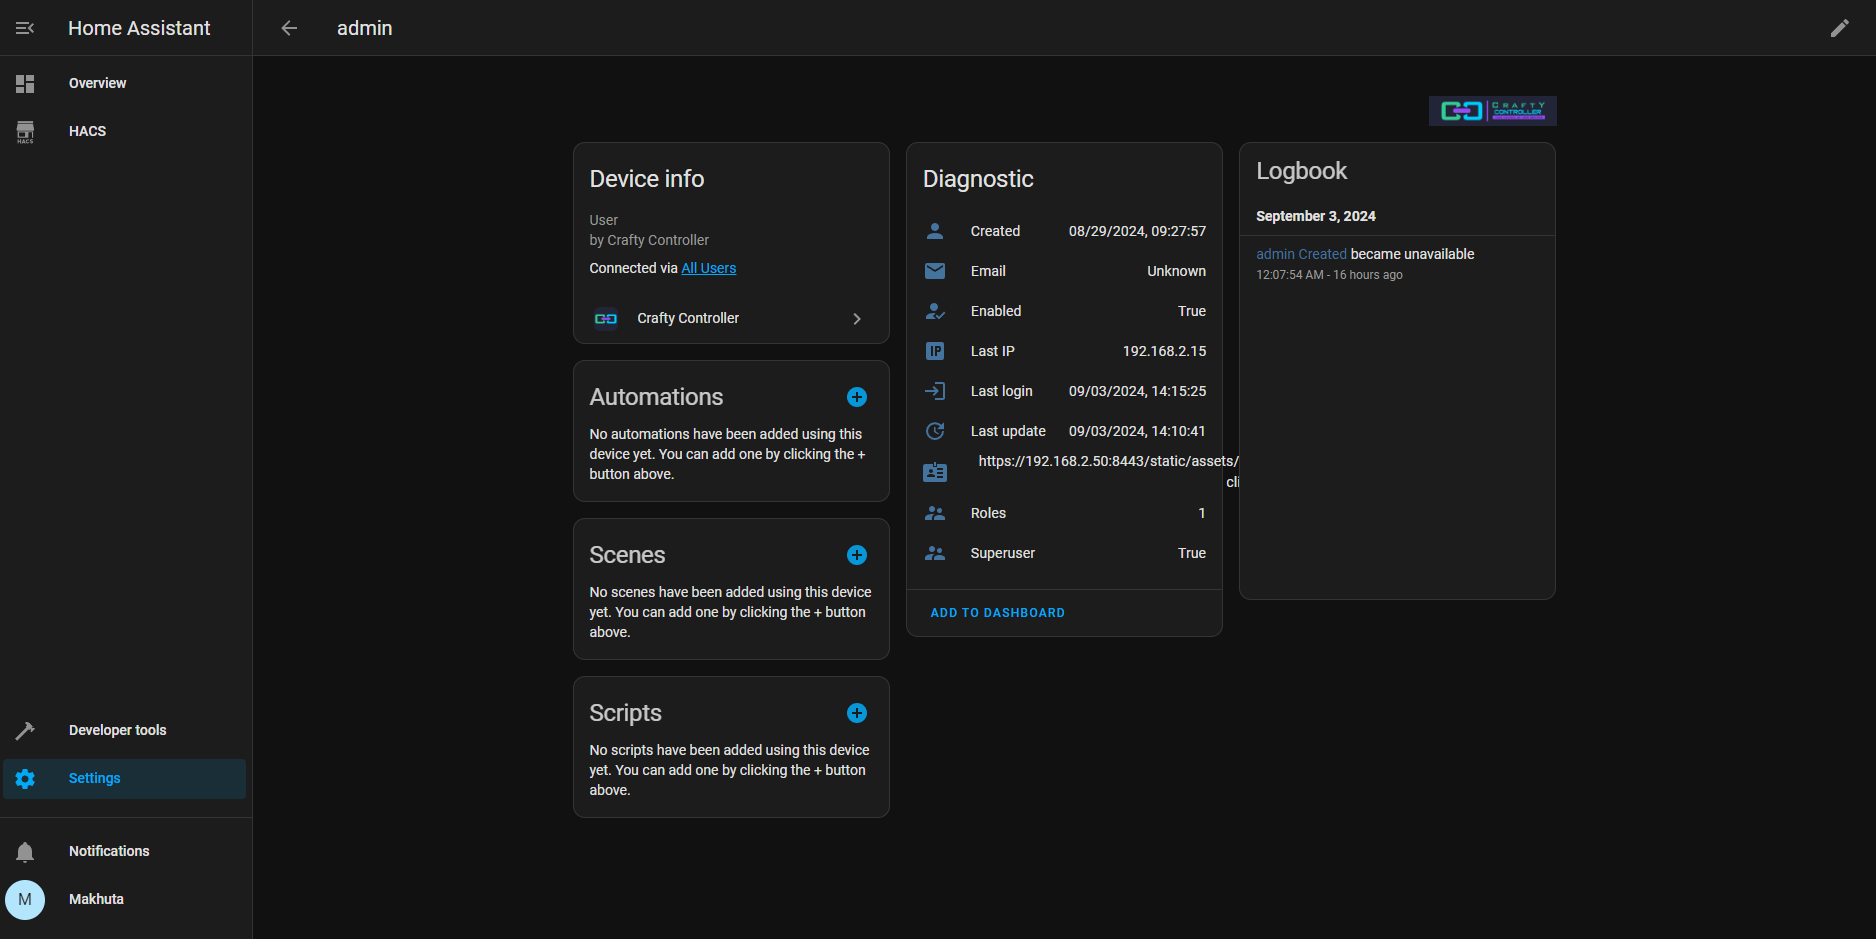 Home Assistant
admin
Overview
HACS
HACS
Developer tools
Settings
Notifications
M
Makhuta
CRAFTY
CONTROLLER
Device info
User
by Crafty Controller
Connected via All Users
Crafty Controller
Automations
No automations have been added using this
device yet. You can add one by clicking the +
button above.
Scenes
No scenes have been added using this device
yet. You can add one by clicking the + button
above.
Scripts
No scripts have been added using this device
yet. You can add one by clicking the + button
above.
Diagnostic
Created 08/29/2024, 09:27:57
Email Unknown
Enabled True
IP Last IP 192.168.2.15
Last login 09/03/2024, 14:15:25
Last update 09/03/2024, 14:10:41
https://192.168.2.50:8443/static/assets/
cli
Roles 1
Superuser True
ADD TO DASHBOARD
Logbook
September 3, 2024
admin Created became unavailable
12:07:54 AM - 16 hours ago